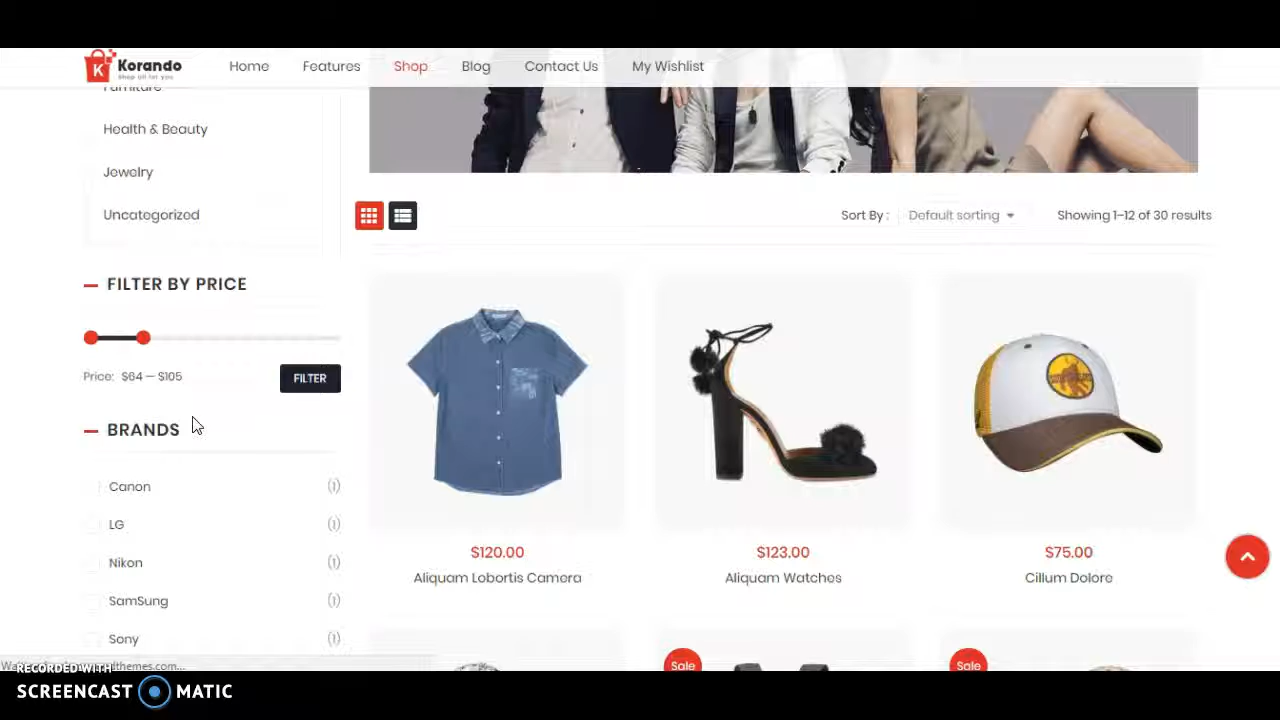 Korando
Shop all for you
Home Features Shop Blog Contact Us My Wishlist
Furniture
Health & Beauty
Jewelry
Uncategorized
Sort By : Default sorting Showing 1–12 of 30 results
FILTER BY PRICE
Price: $64 — $105 FILTER
BRANDS
Canon (1)
LG (1)
Nikon (1)
SamSung (1)
Sony (1)
$120.00
Aliquam Lobortis Camera
$123.00
Aliquam Watches
$75.00
Cillum Dolore
Sale
Sale
RECORDED WITH
SCREENCAST MATIC